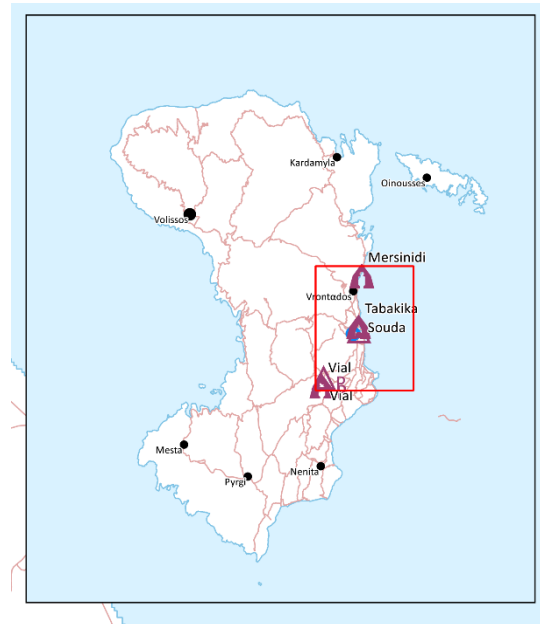 Kardamyla
Oinousses
Volissos
Mersinidi
Vrontados
Tabakika
Souda
Vial
R
Vial
Mesta
Pyrgi
Nenita